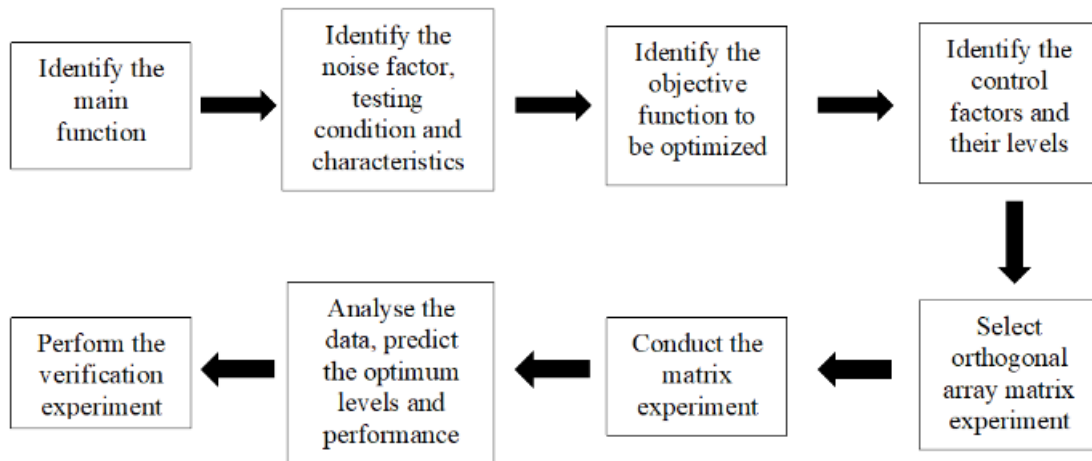 Identify the
main
function
Identify the
noise factor,
testing
condition and
characteristics
Identify the
objective
function to
be optimized
Identify the
control
factors and
their levels
Select
orthogonal
array matrix
experiment
Conduct the
matrix
experiment
Analyse the
data, predict
the optimum
levels and
performance
Perform the
verification
experiment